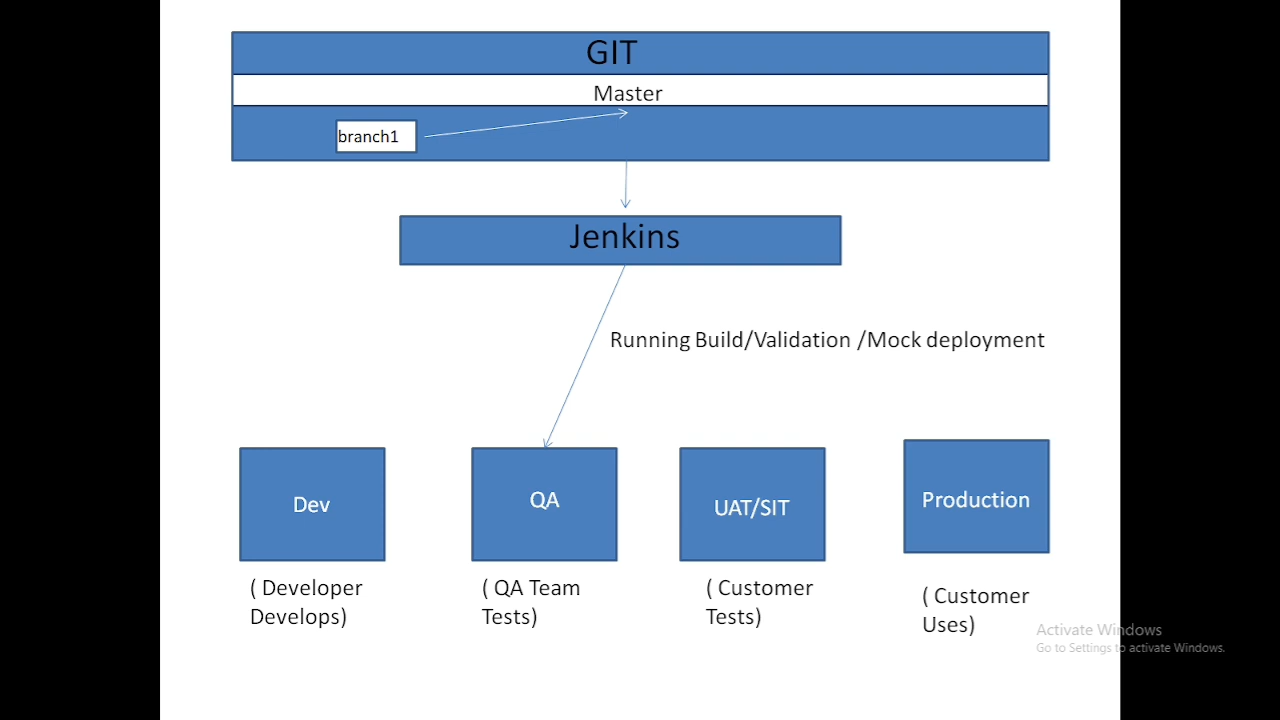 GIT
Master
branch1
Jenkins
Running Build/Validation /Mock deployment
Dev
QA
UAT/SIT
Production
( Developer
Develops)
( QA Team
Tests)
( Customer
Tests)
( Customer
Uses)
Activate Windows
Go to Settings to activate Windows.